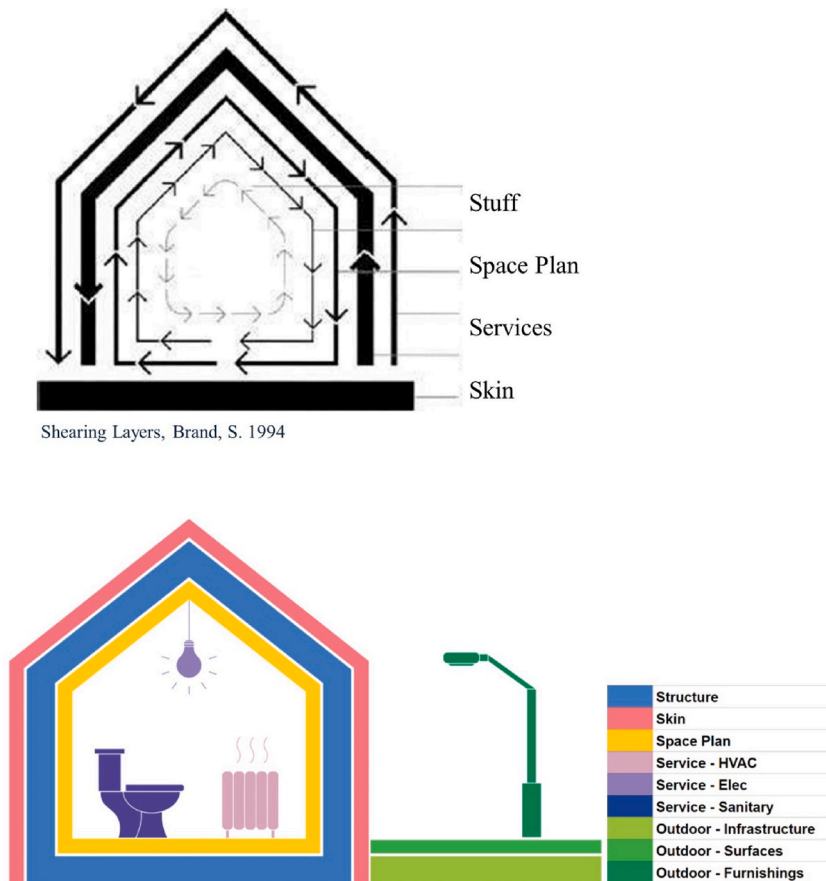 Stuff
Space Plan
Services
Skin
Shearing Layers, Brand, S. 1994
Structure
Skin
Space Plan
Service - HVAC
Service - Elec
Service - Sanitary
Outdoor - Infrastructure
Outdoor - Surfaces
Outdoor - Furnishings